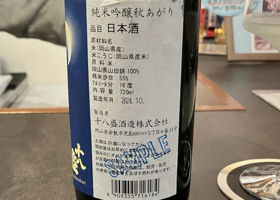 純米吟醸秋あがり
品目 日本酒
原材料名
米(岡山県産)
米こうじ(岡山県産米)
原料米
岡山県山田錦100%
精米歩合 55%
アルコール分 16度
内容量 720ml
製造年月 2024.10.
製造者
十八盛酒造株式会社
SAMPLE
4909355716184